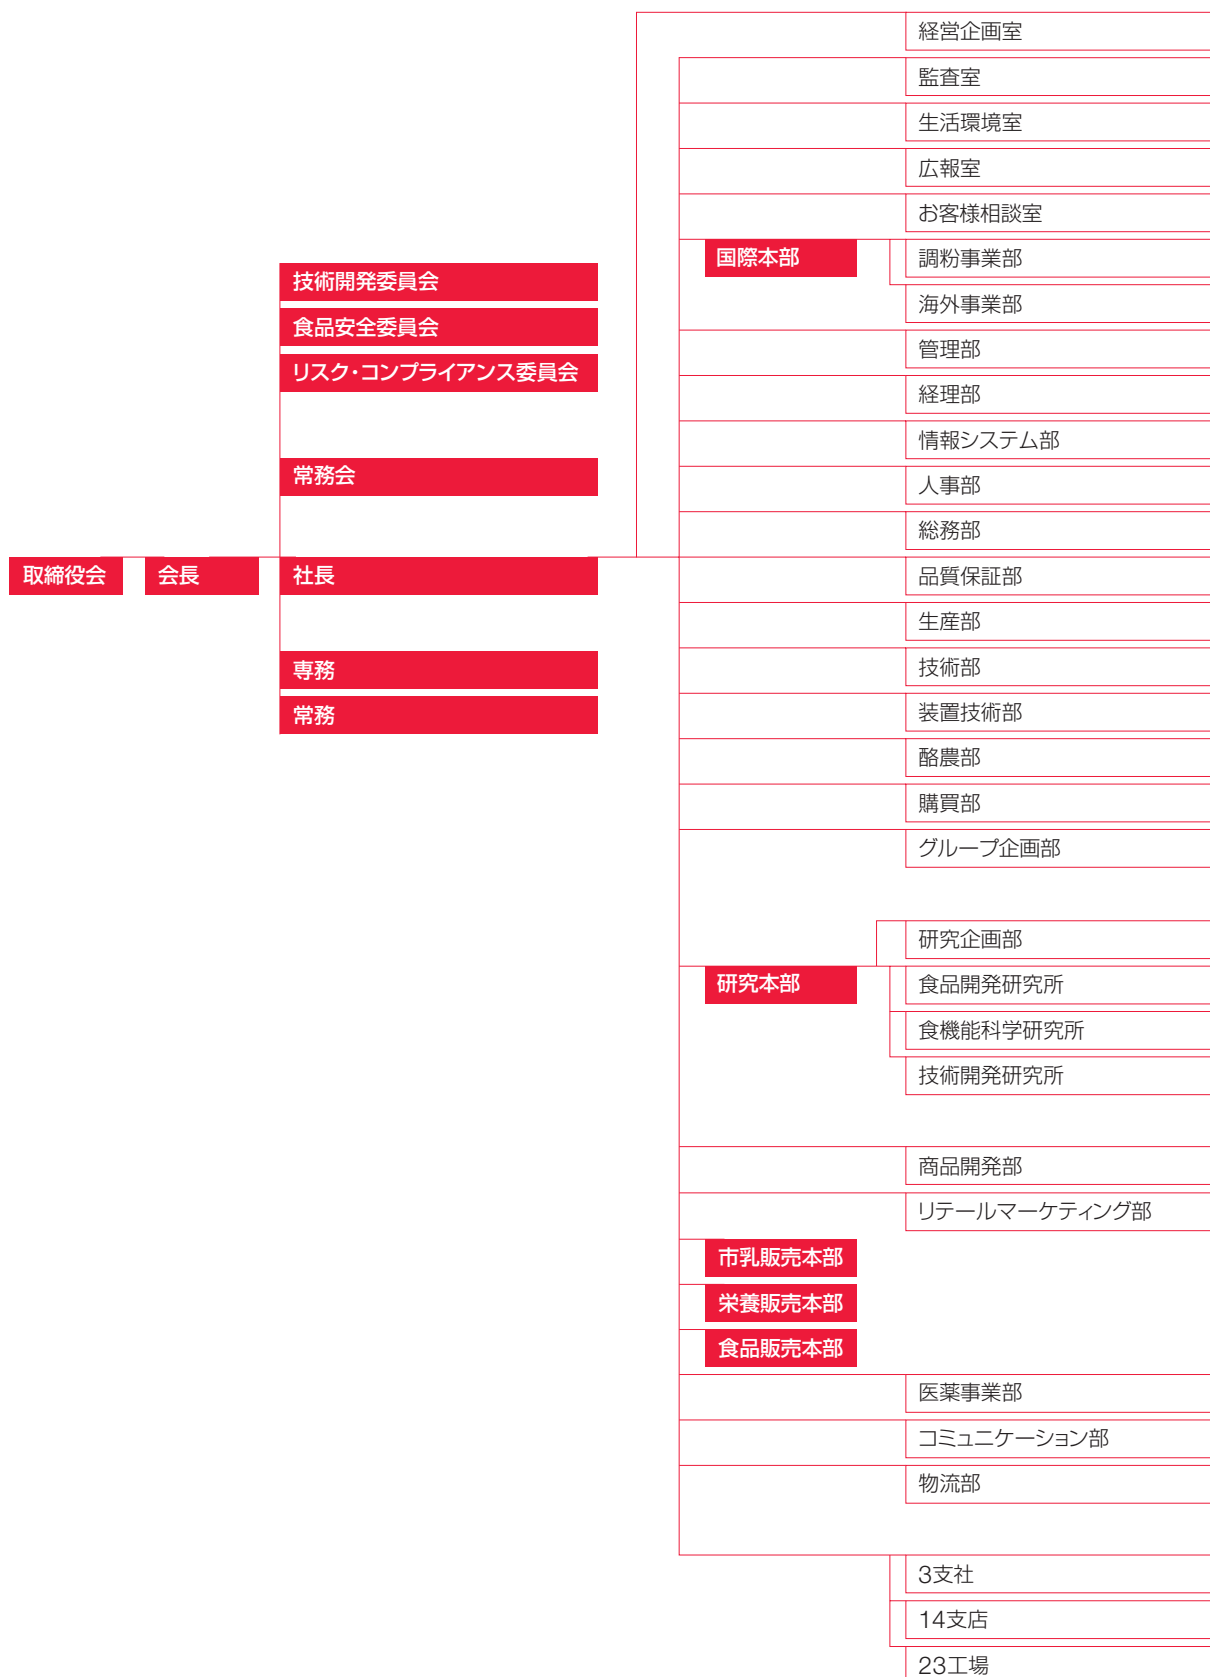 取締役会
会長
技術開発委員会
食品安全委員会
リスク・コンプライアンス委員会
常務会
社長
専務
常務
経営企画室
監査室
生活環境室
広報室
お客様相談室
国際本部
調粉事業部
海外事業部
管理部
経理部
情報システム部
人事部
総務部
品質保証部
生産部
技術部
装置技術部
酪農部
購買部
グループ企画部
研究企画部
研究本部
食品開発研究所
食機能科学研究所
技術開発研究所
商品開発部
リテールマーケティング部
市乳販売本部
栄養販売本部
食品販売本部
医薬事業部
コミュニケーション部
物流部
3支社
14支店
23工場